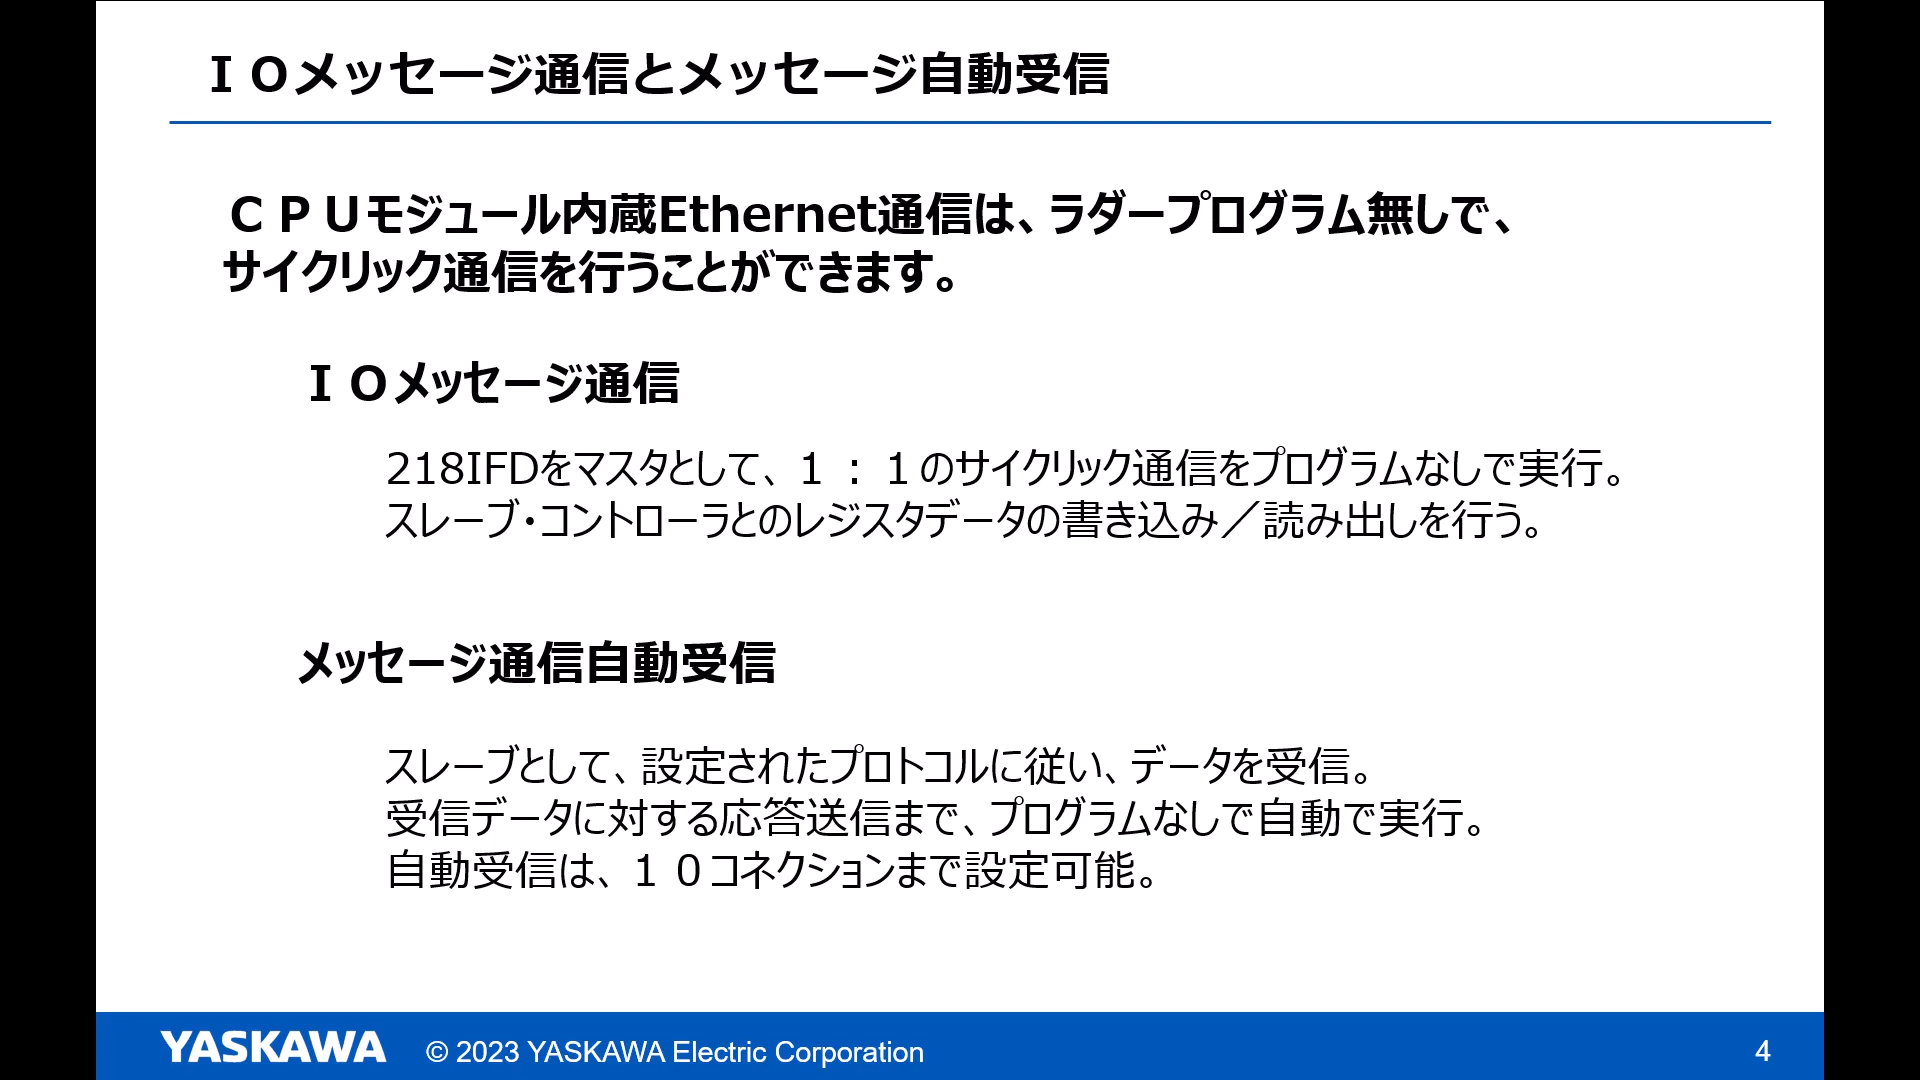 ＩＯメッセージ通信とメッセージ自動受信
ＣＰＵモジュール内蔵Ethernet通信は、ラダープログラム無しで、
サイクリック通信を行うことができます。
ＩＯメッセージ通信
218IFDをマスタとして、１：１のサイクリック通信をプログラムなしで実行。
スレーブ・コントローラとのレジスタデータの書き込み／読み出しを行う。
メッセージ通信自動受信
スレーブとして、設定されたプロトコルに従い、データを受信。
受信データに対する応答送信まで、プログラムなしで自動で実行。
自動受信は、１０コネクションまで設定可能。
YASKAWA © 2023 YASKAWA Electric Corporation 4